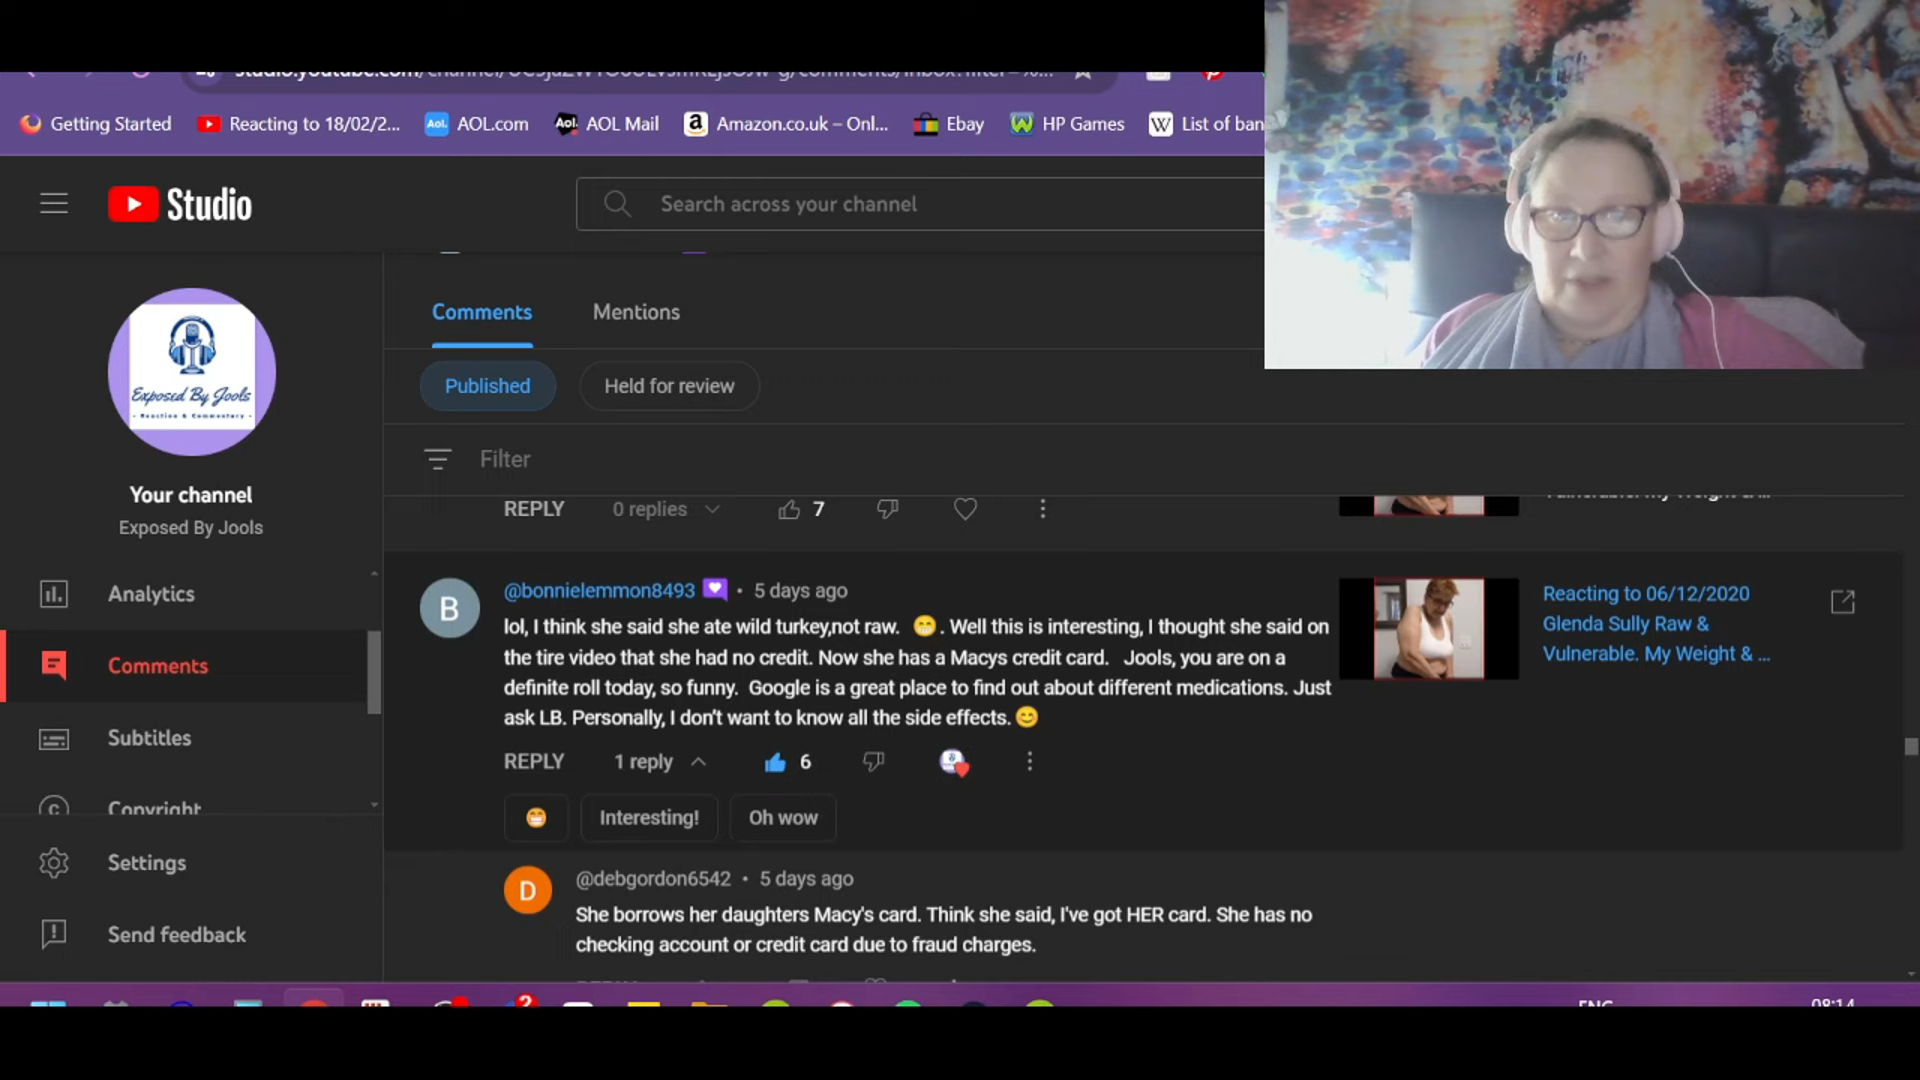 Getting Started
Reacting to 18/02/2...
Aol. AOL.com
Aol. AOL Mail
a Amazon.co.uk – Onl...
Ebay
W HP Games
W List of ban
Studio
Search across your channel
Comments
Mentions
Published
Held for review
Filter
Exposed By Jools
- Reaction & Commentary -
Your channel
Exposed By Jools
Analytics
Comments
Subtitles
Copyright
Settings
Send feedback
REPLY 0 replies 7
B
@bonnielemmon8493 • 5 days ago
lol, I think she said she ate wild turkey,not raw. 😁. Well this is interesting, I thought she said on
the tire video that she had no credit. Now she has a Macys credit card. Jools, you are on a
definite roll today, so funny. Google is a great place to find out about different medications. Just
ask LB. Personally, I don't want to know all the side effects. 😊
Reacting to 06/12/2020
Glenda Sully Raw &
Vulnerable. My Weight & ...
REPLY 1 reply 6
😁 Interesting! Oh wow
D
@debgordon6542 • 5 days ago
She borrows her daughters Macy's card. Think she said, I've got HER card. She has no
checking account or credit card due to fraud charges.
2
ENG
08:14